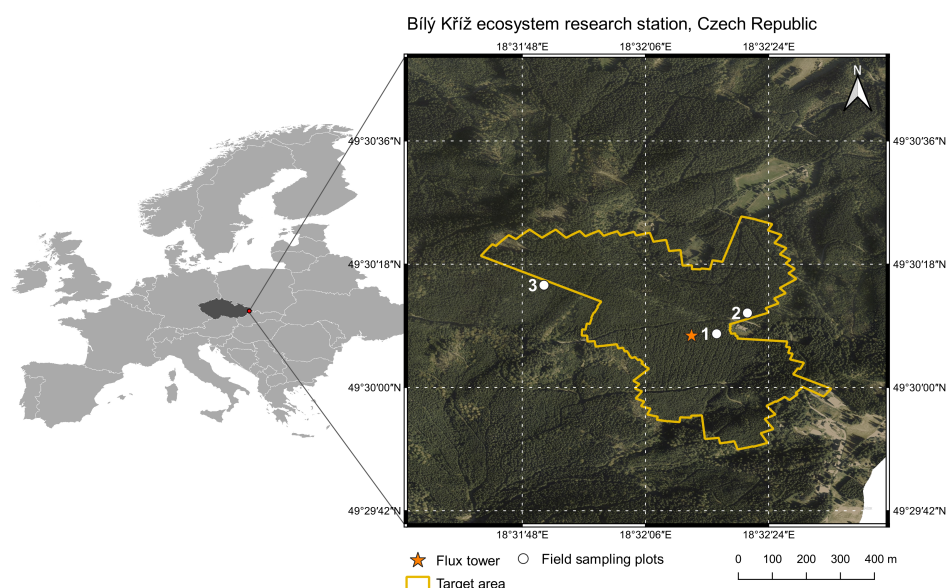 Bílý Kříž ecosystem research station, Czech Republic
18°31'48"E 18°32'06"E 18°32'24"E
N
49°30'36"N 49°30'36"N
49°30'18"N 49°30'18"N
3
2
1
49°30'00"N 49°30'00"N
49°29'42"N 49°29'42"N
18°31'48"E 18°32'06"E 18°32'24"E
Flux tower Field sampling plots
Target area
0 100 200 300 400 m